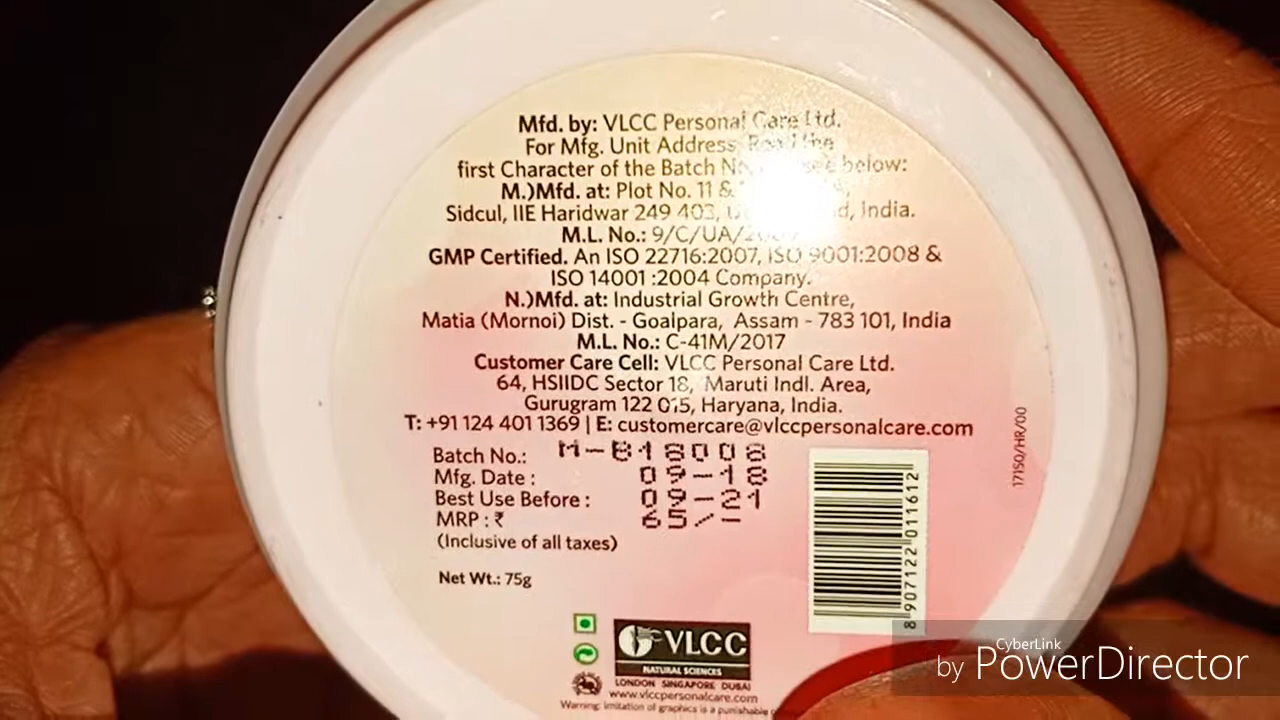 Mfd. by: VLCC Personal Care Ltd.
For Mfg. Unit Address, Read the
first Character of the Batch No. see below:
M.)Mfd. at: Plot No. 11 &
Sidcul, IIE Haridwar 249 403, India.
M.L. No.: 9/C/UA/
GMP Certified. An ISO 22716:2007, ISO 9001:2008 &
ISO 14001 :2004 Company.
N.)Mfd. at: Industrial Growth Centre,
Matia (Mornoi) Dist. - Goalpara, Assam - 783 101, India
M.L. No.: C-41M/2017
Customer Care Cell: VLCC Personal Care Ltd.
64, HSIIDC Sector 18, Maruti Indl. Area,
Gurugram 122 015, Haryana, India.
T: +91 124 401 1369 | E: customercare@vlccpersonalcare.com
Batch No.: M-B18008
Mfg. Date : 09-18
Best Use Before : 09-21
MRP : ₹ 65/-
(Inclusive of all taxes)
Net Wt.: 75g
17150/HR/00
8 907122 011612
VLCC
NATURAL SCIENCES
LONDON SINGAPORE DUBAI
www.vlccpersonalcare.com
Warning: Imitation of graphics is a punishable
CyberLink
by PowerDirector